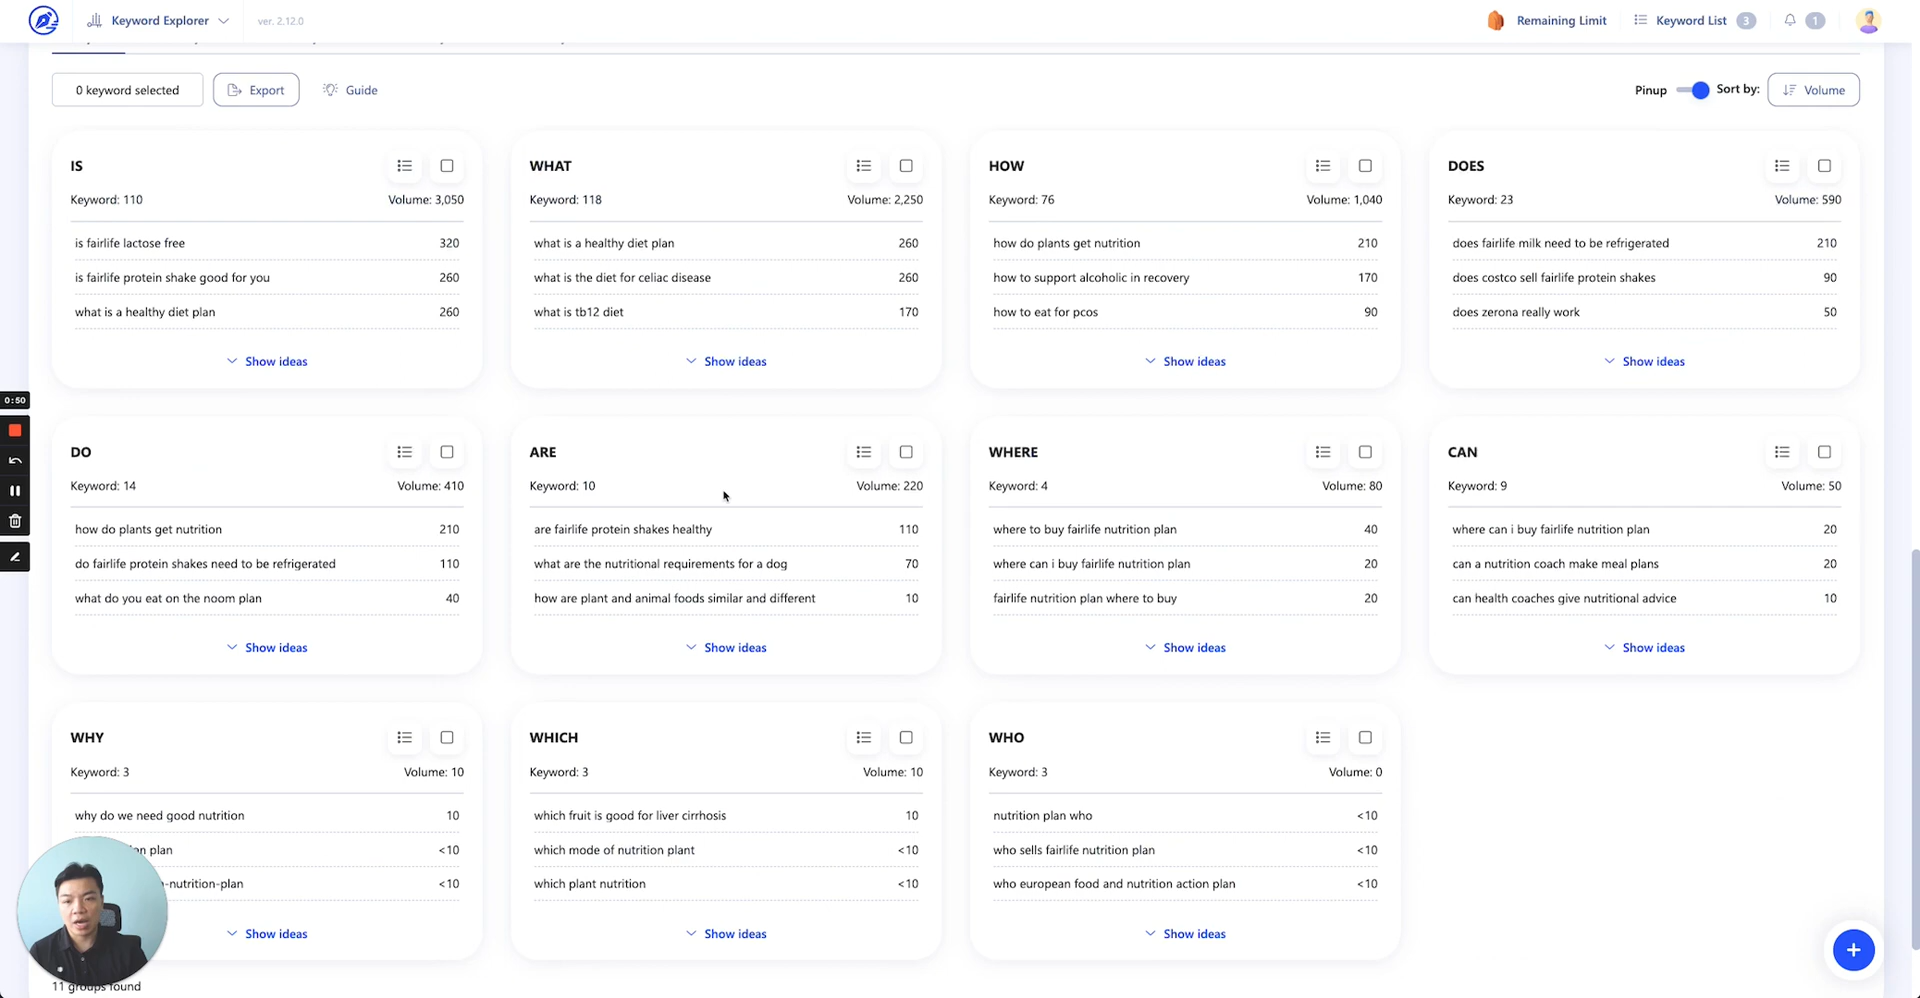 Keyword Explorer
ver. 2.12.0
Remaining Limit
Keyword List 3
1
0 keyword selected
Export
Guide
Pinup
Sort by:
Volume
IS
Keyword: 110 Volume: 3,050
is fairlife lactose free 320
is fairlife protein shake good for you 260
what is a healthy diet plan 260
Show ideas
WHAT
Keyword: 118 Volume: 2,250
what is a healthy diet plan 260
what is the diet for celiac disease 260
what is tb12 diet 170
Show ideas
HOW
Keyword: 76 Volume: 1,040
how do plants get nutrition 210
how to support alcoholic in recovery 170
how to eat for pcos 90
Show ideas
DOES
Keyword: 23 Volume: 590
does fairlife milk need to be refrigerated 210
does costco sell fairlife protein shakes 90
does zerona really work 50
Show ideas
0:50
DO
Keyword: 14 Volume: 410
how do plants get nutrition 210
do fairlife protein shakes need to be refrigerated 110
what do you eat on the noom plan 40
Show ideas
ARE
Keyword: 10 Volume: 220
are fairlife protein shakes healthy 110
what are the nutritional requirements for a dog 70
how are plant and animal foods similar and different 10
Show ideas
WHERE
Keyword: 4 Volume: 80
where to buy fairlife nutrition plan 40
where can i buy fairlife nutrition plan 20
fairlife nutrition plan where to buy 20
Show ideas
CAN
Keyword: 9 Volume: 50
where can i buy fairlife nutrition plan 20
can a nutrition coach make meal plans 20
can health coaches give nutritional advice 10
Show ideas
WHY
Keyword: 3 Volume: 10
why do we need good nutrition 10
plan <10
-nutrition-plan <10
Show ideas
WHICH
Keyword: 3 Volume: 10
which fruit is good for liver cirrhosis 10
which mode of nutrition plant <10
which plant nutrition <10
Show ideas
WHO
Keyword: 3 Volume: 0
nutrition plan who <10
who sells fairlife nutrition plan <10
who european food and nutrition action plan <10
Show ideas
11 groups found